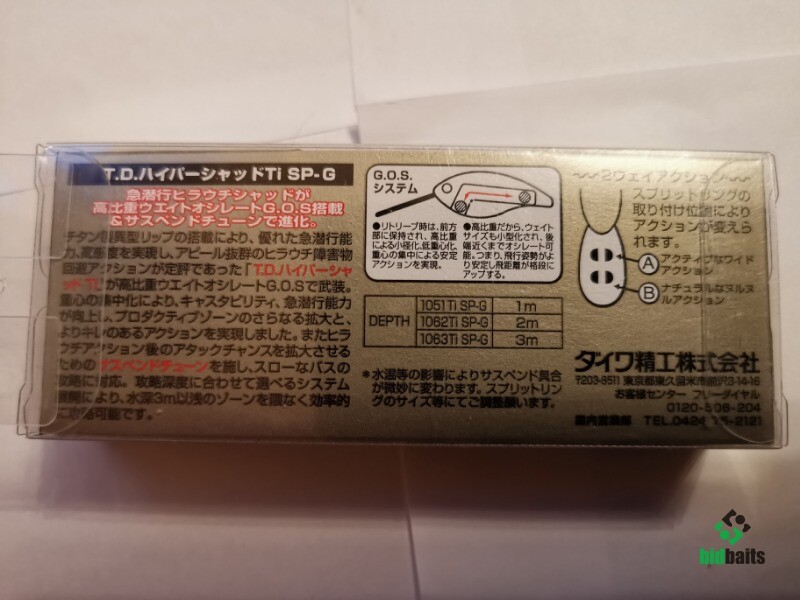 T.D.ハイパーシャッドTi SP-G
急潜行ヒラウチシャッドが
高比重ウエイトオシレートG.O.S搭載
&サスペンドチューンで進化。
チタン製異型リップの搭載により、優れた急潜行能
力、高感度を実現し、アピール抜群のヒラウチ障害物
回避アクションが定評であった「T.D.ハイパーシャ
ッドTi」が高比重ウエイトオシレートG.O.Sで武装。
重心の集中化により、キャスタビリティ、急潜行能力
が向上し、プロダクティブゾーンのさらなる拡大と、
よりキレのあるアクションを実現しました。またヒラ
ウチアクション後のアタックチャンスを拡大させる
ためのサスペンドチューンを施し、スローなバスの
攻略に対応。攻略深度に合わせて選べるシステム
展開により、水深3m以浅のゾーンを隈なく効率的
に攻略可能です。
G.O.S.
システム
●リトリーブ時は、前方
部に保持され、高比重
による小径化、低重心化、
重心の集中による安定
アクションを実現。
●高比重だから、ウエイト
サイズも小型化され、後
端近くまでオシレート可
能。つまり、飛行姿勢がよ
り安定し飛距離が格段に
アップする。
DEPTH
1051Ti SP-G 1m
1062Ti SP-G 2m
1063Ti SP-G 3m
*水温等の影響によりサスペンド具合
が微妙に変わります。スプリットリン
グのサイズ等にてご調整願います。
2ウェイアクション
スプリットリングの
取り付け位置により
アクションが変えら
れます。
A アクティブなワイド
アクション
B ナチュラルなヌルヌ
ルアクション
ダイワ精工株式会社
〒203-8511 東京都東久留米市前沢3-14-16
お客様センター フリーダイヤル
0120-506-204
国内営業部 TEL.0424 5-2121
bidbaits